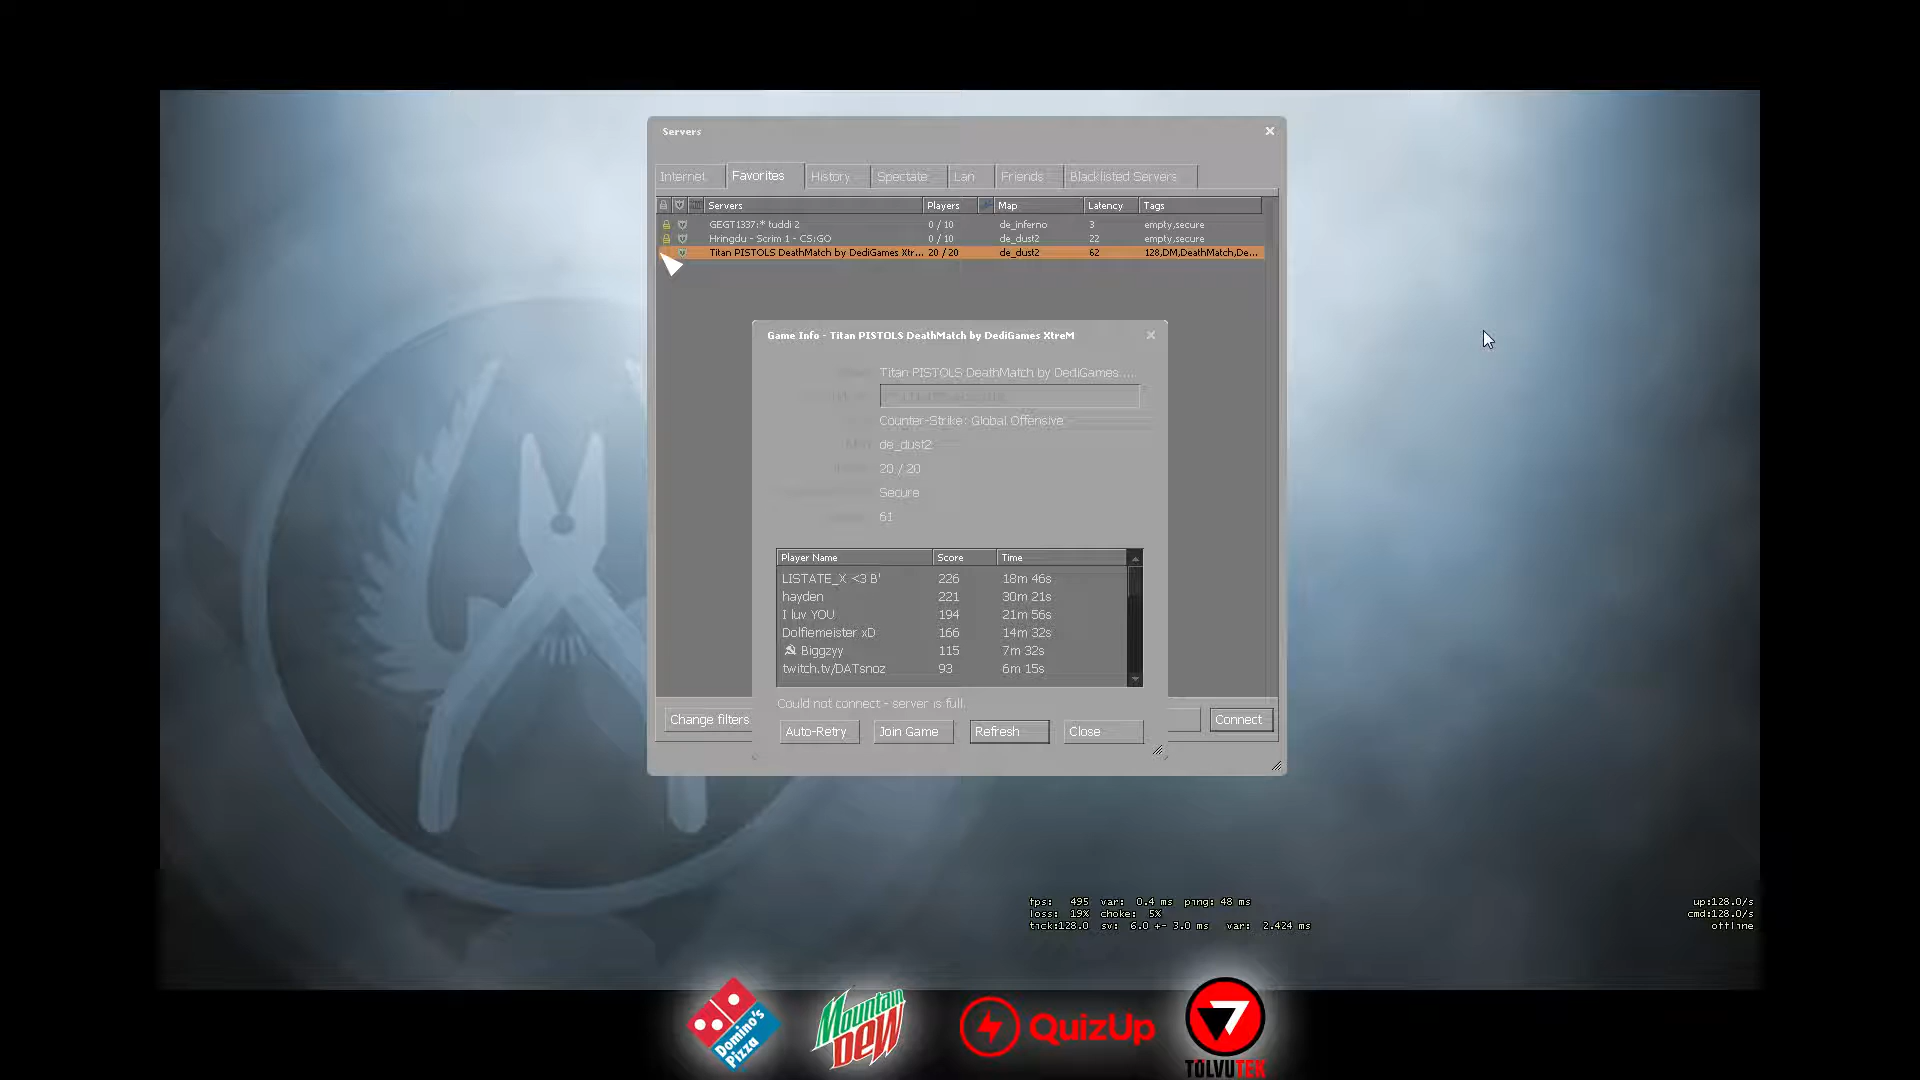 Servers
Internet Favorites History Spectate Lan Friends Blacklisted Servers
Servers Players Map Latency Tags
GEGT1337:* tuddi 2 0 / 10 de_inferno 3 empty,secure
Hringdu - Scrim 1 - CS:GO 0 / 10 de_dust2 22 empty,secure
Titan PISTOLS DeathMatch by DediGames Xtr... 20 / 20 de_dust2 62 128,DM,DeathMatch,De...
Game Info - Titan PISTOLS DeathMatch by DediGames XtreM
Titan PISTOLS DeathMatch by DediGames....
Counter-Strike: Global Offensive
de_dust2
20 / 20
Secure
61
Player Name Score Time
LISTATE_X <3 B' 226 18m 46s
hayden 221 30m 21s
I luv YOU 194 21m 56s
Dolfiemeister xD 166 14m 32s
☭ Biggzyy 115 7m 32s
twitch.tv/DATsnoz 93 6m 15s
Could not connect - server is full.
Change filters Connect
Auto-Retry Join Game Refresh Close
fps: 495 var: 0.4 ms ping: 48 ms up:128.0/s
loss: 19% choke: 5% cmd:128.0/s
tick:128.0 sv: 6.0 +- 3.0 ms var: 2.424 ms offline
Domino's Pizza
Mountain Dew
QuizUp
TÖLVUTEK